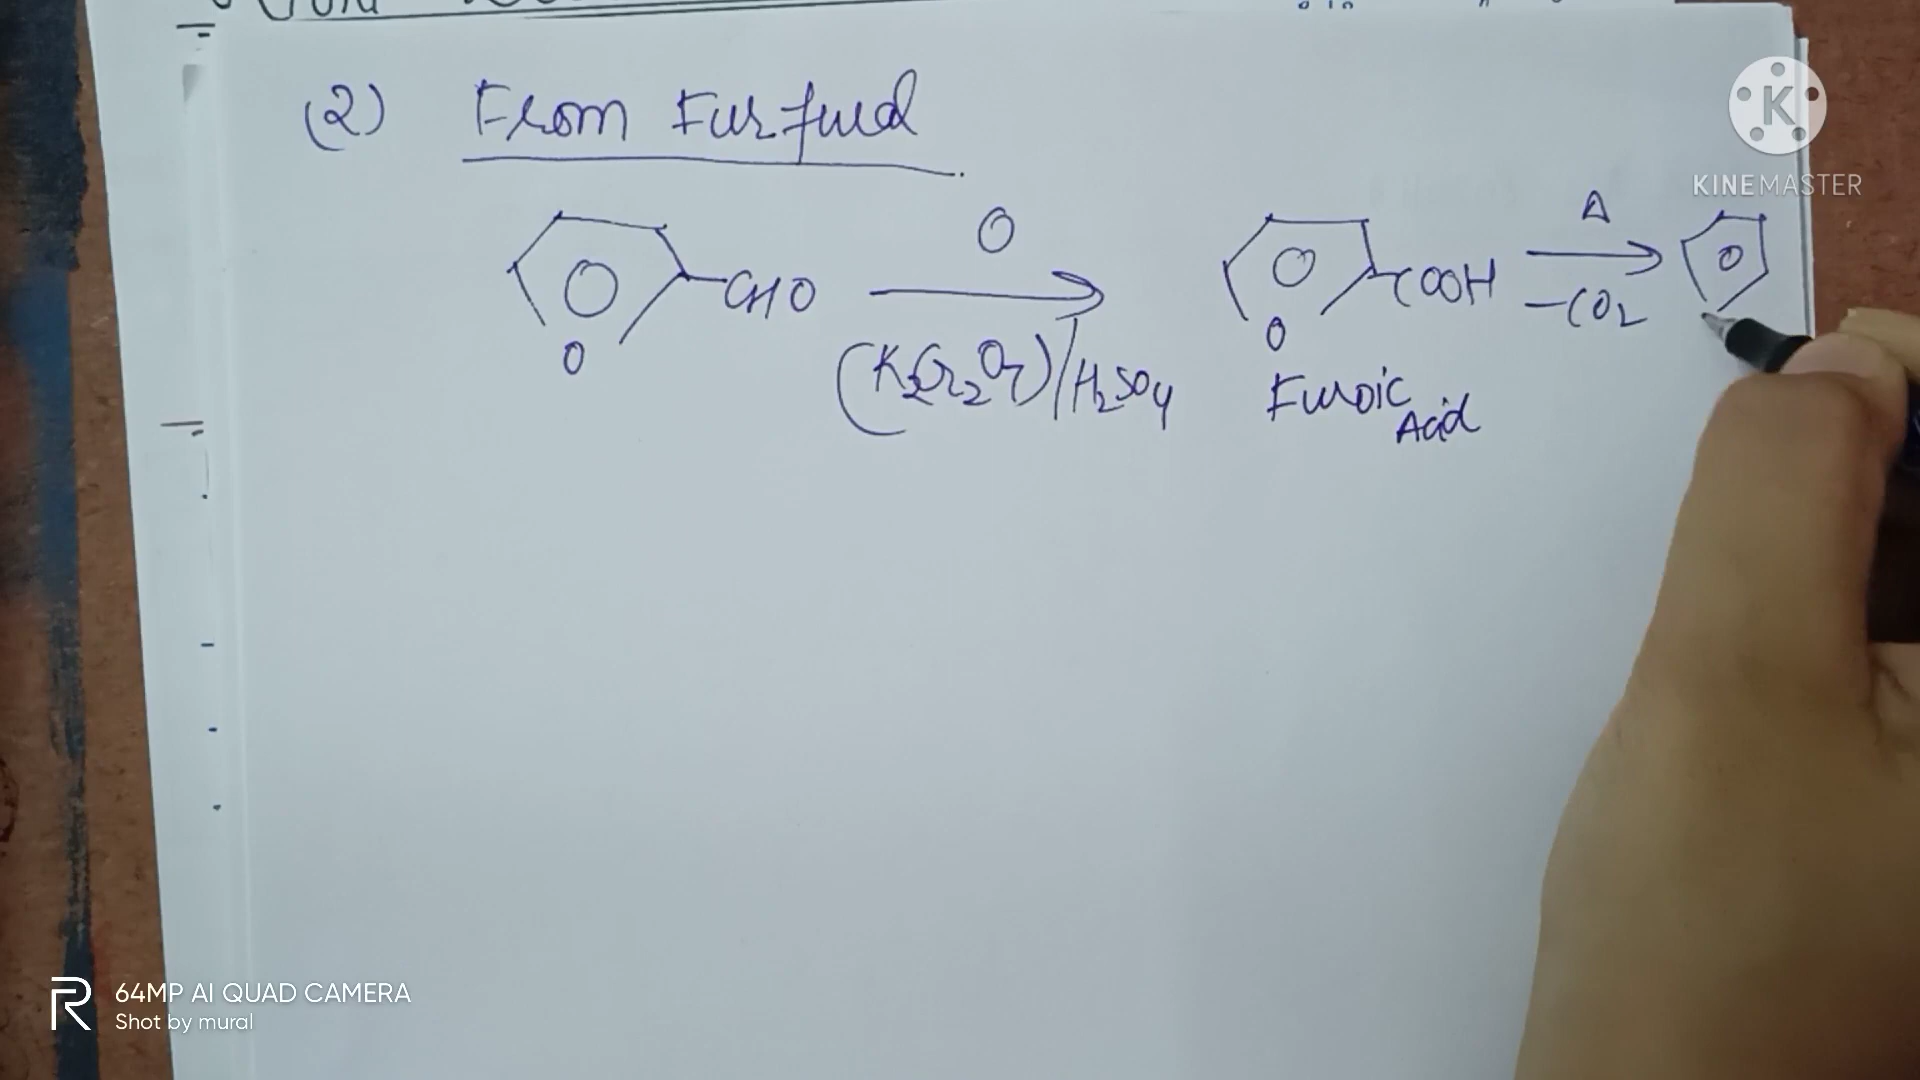 (2) From Furfural
CHO
O
O
(K₂Cr₂O₇)/H₂SO₄
COOH
O
Furoic
Acid
Δ
-CO₂
K
KINEMASTER
R
64MP AI QUAD CAMERA
Shot by mural